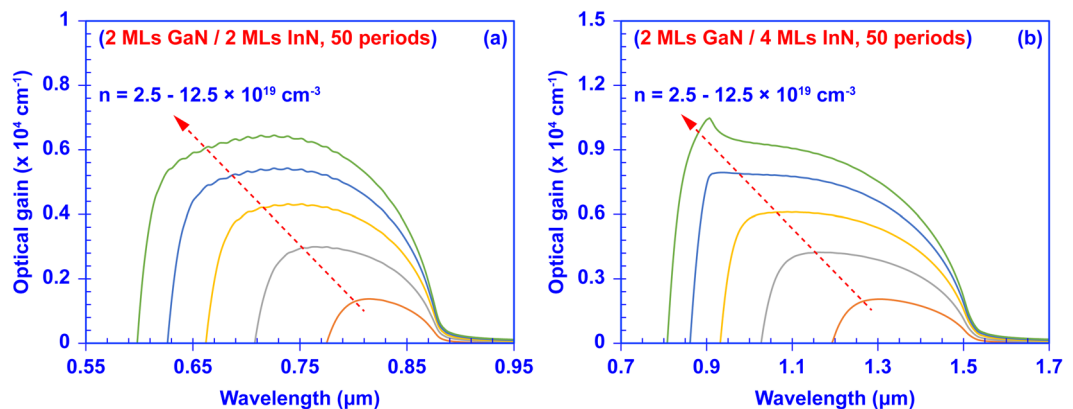 (2 MLs GaN / 2 MLs InN, 50 periods) (a)
n = 2.5 - 12.5 × 10¹⁹ cm⁻³
Optical gain (x 10⁴ cm⁻¹)
1
0.8
0.6
0.4
0.2
0
0.55 0.65 0.75 0.85 0.95
Wavelength (μm)
(2 MLs GaN / 4 MLs InN, 50 periods) (b)
n = 2.5 - 12.5 × 10¹⁹ cm⁻³
Optical gain (x 10⁴ cm⁻¹)
1.5
1.2
0.9
0.6
0.3
0
0.7 0.9 1.1 1.3 1.5 1.7
Wavelength (μm)